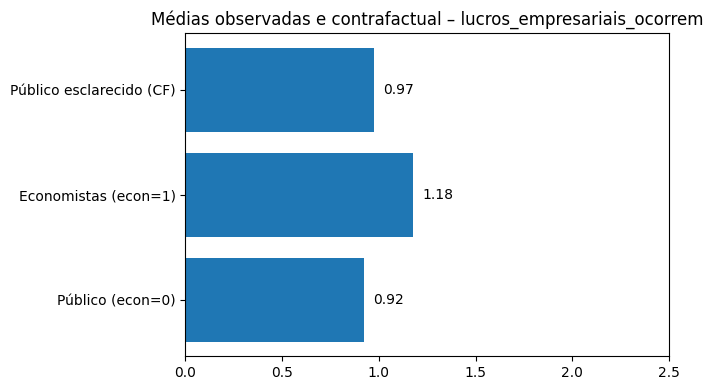 Médias observadas e contrafactual – lucros_empresariais_ocorrem
Público esclarecido (CF)
0.97
Economistas (econ=1)
1.18
Público (econ=0)
0.92
0.0 0.5 1.0 1.5 2.0 2.5